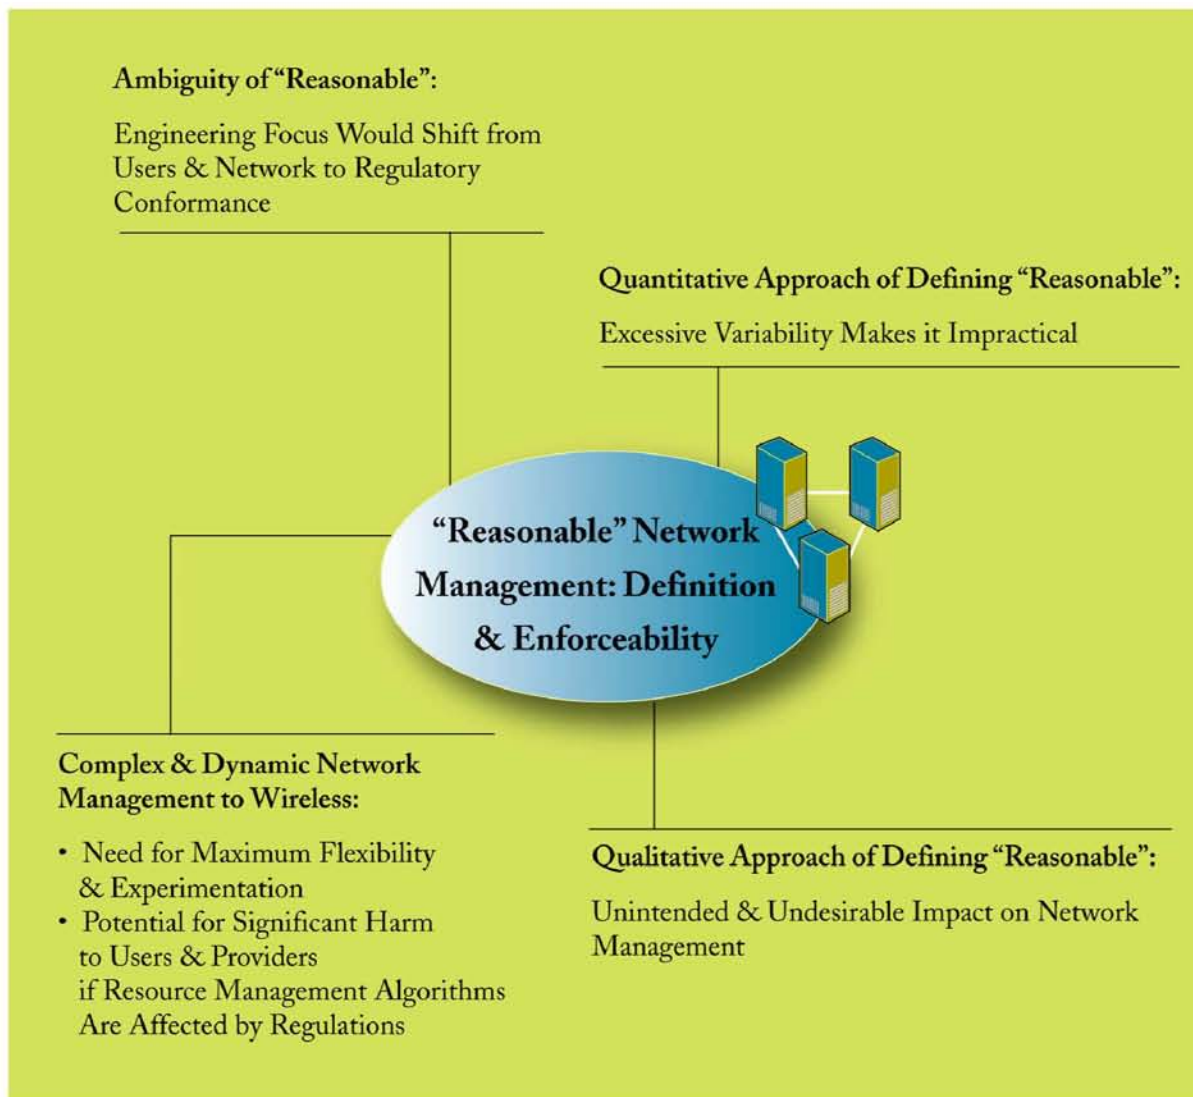 Ambiguity of “Reasonable”:
Engineering Focus Would Shift from
Users & Network to Regulatory
Conformance
Quantitative Approach of Defining “Reasonable”:
Excessive Variability Makes it Impractical
“Reasonable” Network
Management: Definition
& Enforceability
Complex & Dynamic Network
Management to Wireless:
• Need for Maximum Flexibility
& Experimentation
• Potential for Significant Harm
to Users & Providers
if Resource Management Algorithms
Are Affected by Regulations
Qualitative Approach of Defining “Reasonable”:
Unintended & Undesirable Impact on Network
Management